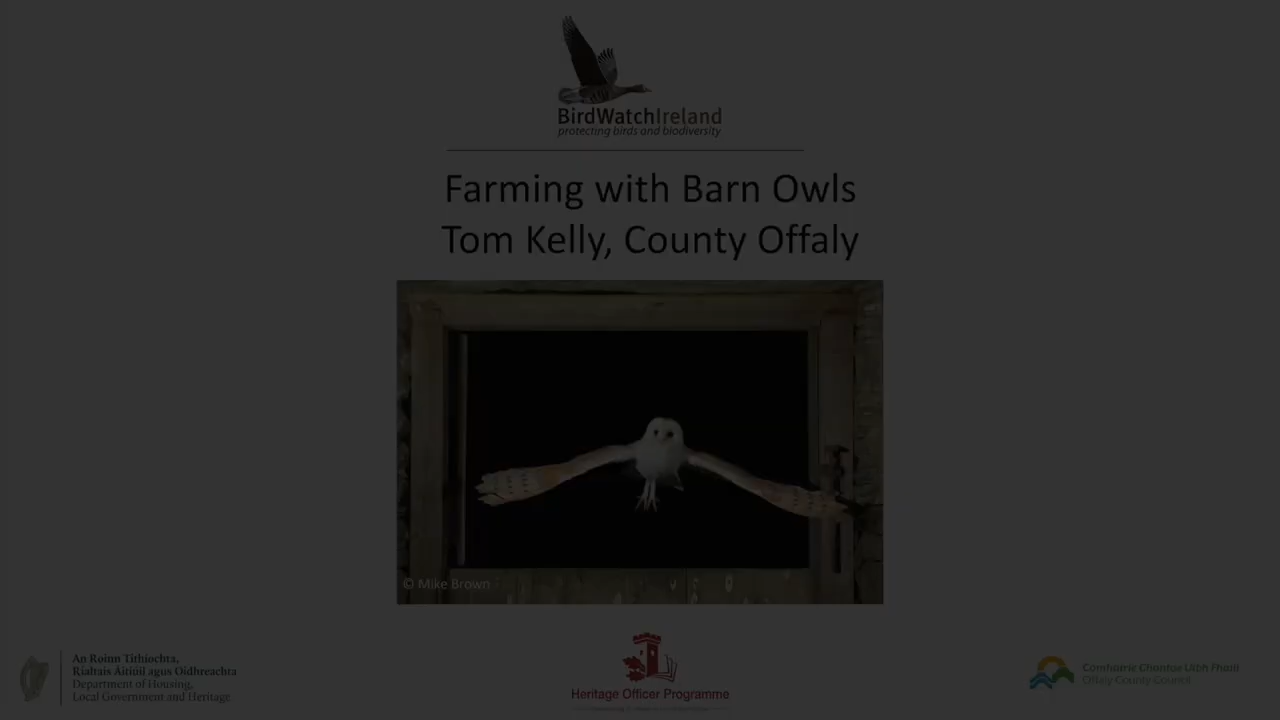 BirdWatchIreland
protecting birds and biodiversity
Farming with Barn Owls
Tom Kelly, County Offaly
© Mike Brown
An Roinn Tithíochta,
Rialtais Áitiúil agus Oidhreachta
Department of Housing,
Local Government and Heritage
Heritage Officer Programme
Comhairle Chontae Uíbh Fhailí
Offaly County Council